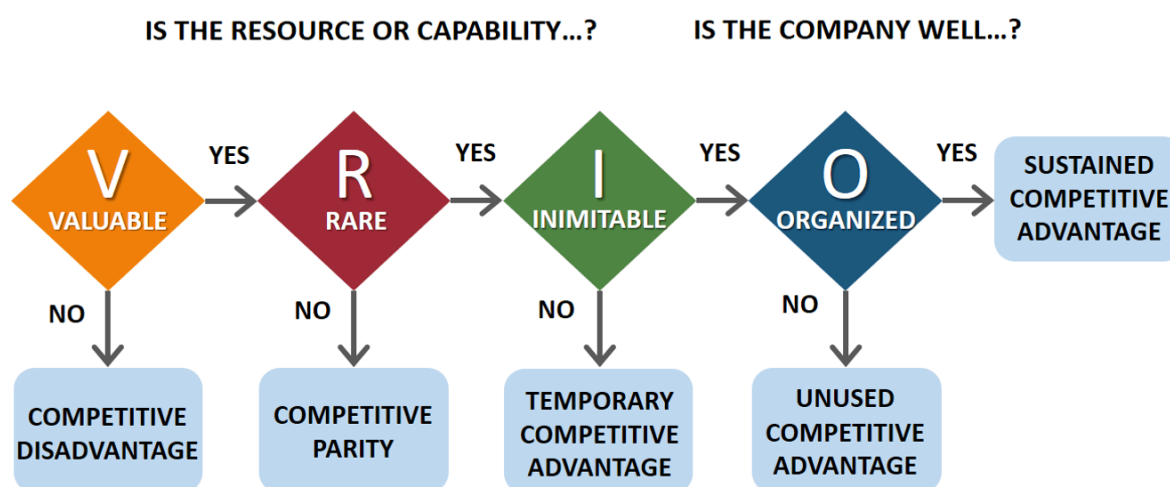 IS THE RESOURCE OR CAPABILITY...?
IS THE COMPANY WELL...?
V
VALUABLE
YES
R
RARE
YES
I
INIMITABLE
YES
O
ORGANIZED
YES
SUSTAINED
COMPETITIVE
ADVANTAGE
NO
COMPETITIVE
DISADVANTAGE
NO
COMPETITIVE
PARITY
NO
TEMPORARY
COMPETITIVE
ADVANTAGE
NO
UNUSED
COMPETITIVE
ADVANTAGE